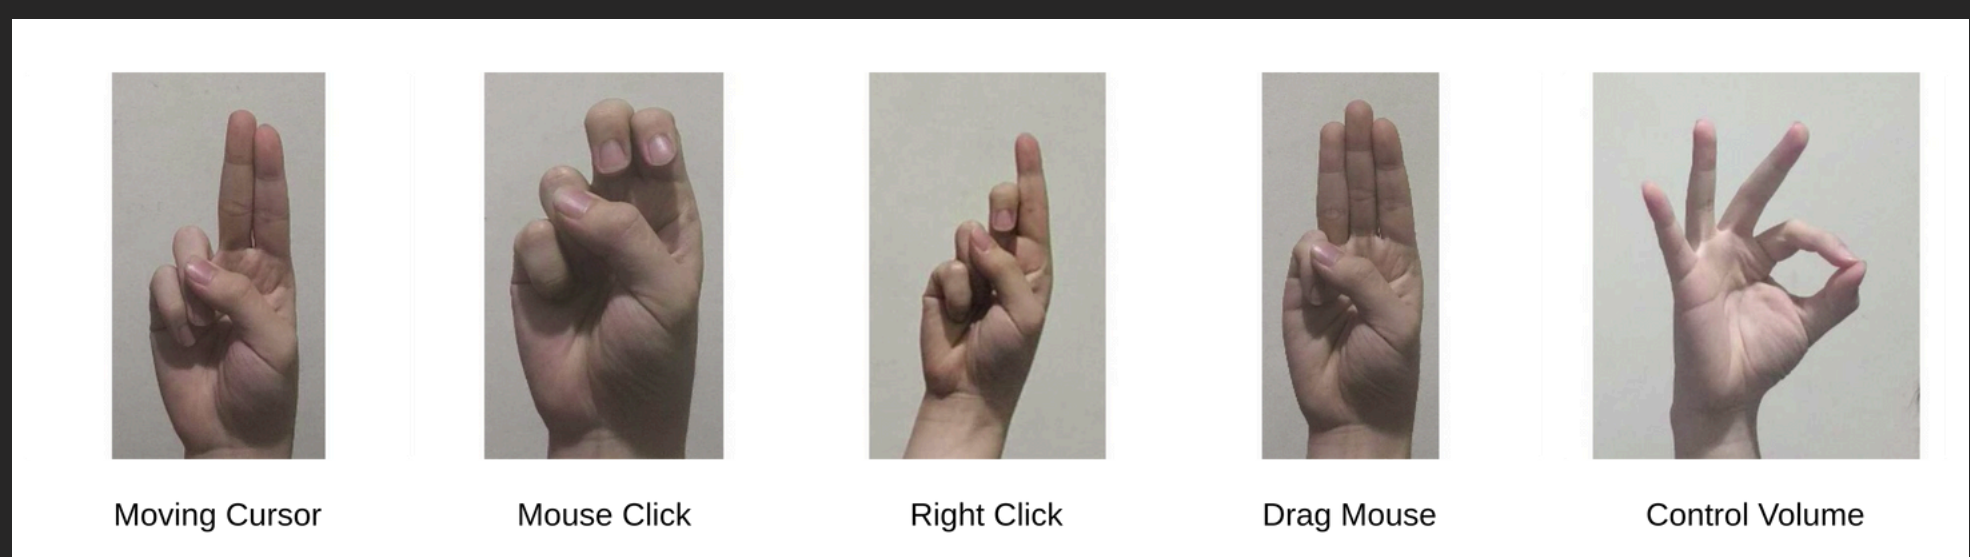 Moving Cursor
Mouse Click
Right Click
Drag Mouse
Control Volume